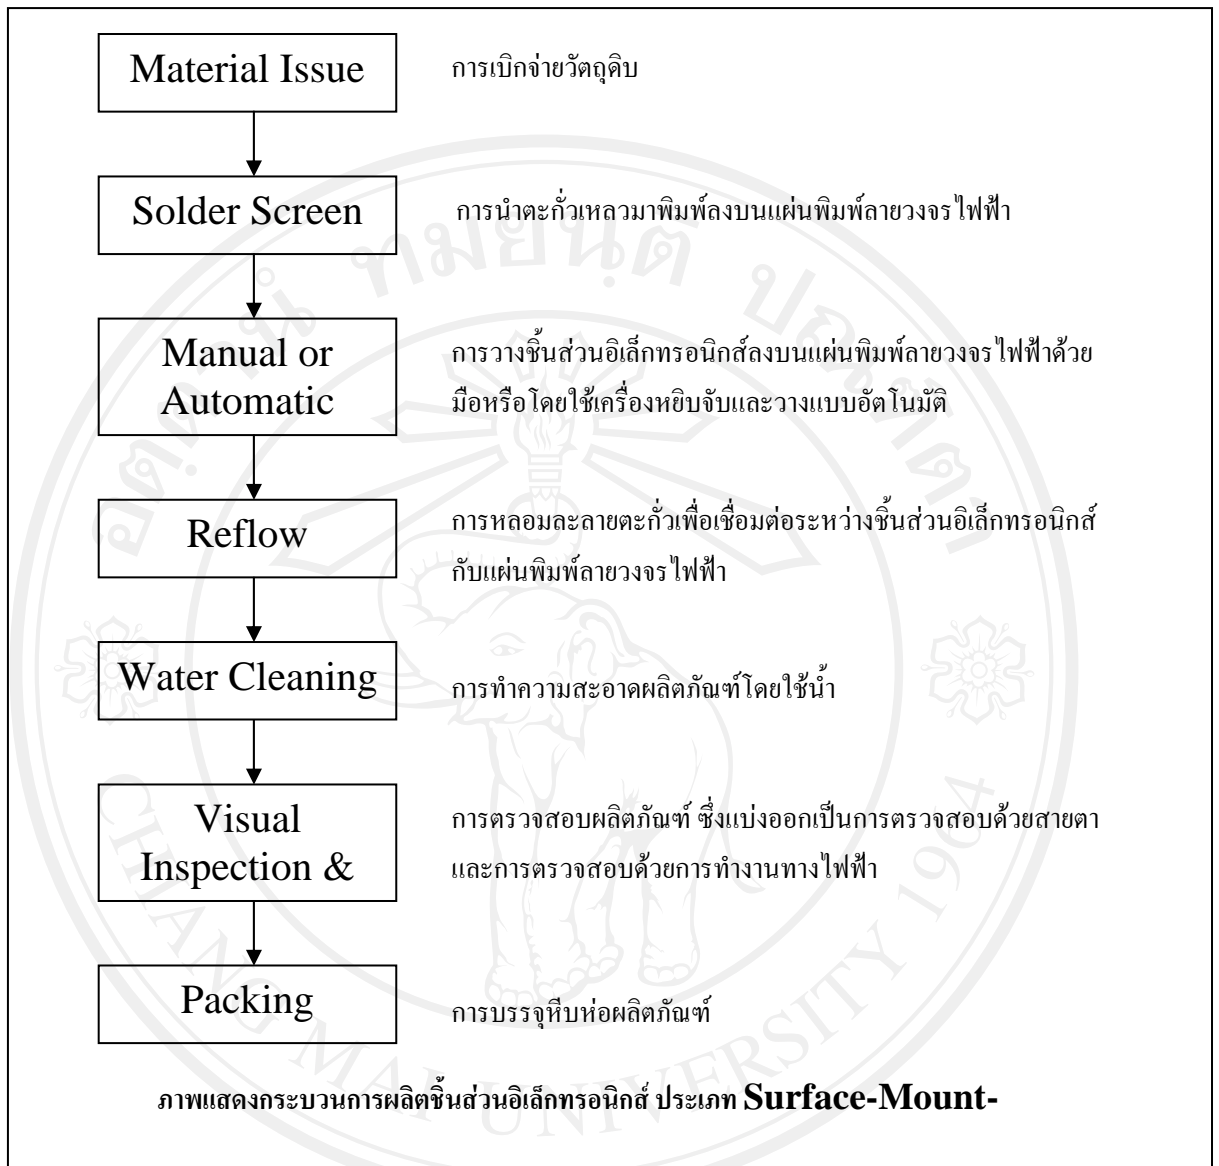 Material Issue
การเบิกจ่ายวัตถุดิบ
Solder Screen
การนำตะกั่วเหลวมาพิมพ์ลงบนแผ่นพิมพ์ลายวงจรไฟฟ้า
Manual or
Automatic
การวางชิ้นส่วนอิเล็กทรอนิกส์ลงบนแผ่นพิมพ์ลายวงจรไฟฟ้าด้วย
มือหรือโดยใช้เครื่องหยิบจับและวางแบบอัตโนมัติ
Reflow
การหลอมละลายตะกั่วเพื่อเชื่อมต่อระหว่างชิ้นส่วนอิเล็กทรอนิกส์
กับแผ่นพิมพ์ลายวงจรไฟฟ้า
Water Cleaning
การทำความสะอาดผลิตภัณฑ์โดยใช้น้ำ
Visual
Inspection &
การตรวจสอบผลิตภัณฑ์ ซึ่งแบ่งออกเป็นการตรวจสอบด้วยสายตา
และการตรวจสอบด้วยการทำงานทางไฟฟ้า
Packing
การบรรจุหีบห่อผลิตภัณฑ์
ภาพแสดงกระบวนการผลิตชิ้นส่วนอิเล็กทรอนิกส์ ประเภท Surface-Mount-
อตฺตานํ ทมยนฺติ ปณฺฑิตา
CHIANG MAI UNIVERSITY 1964